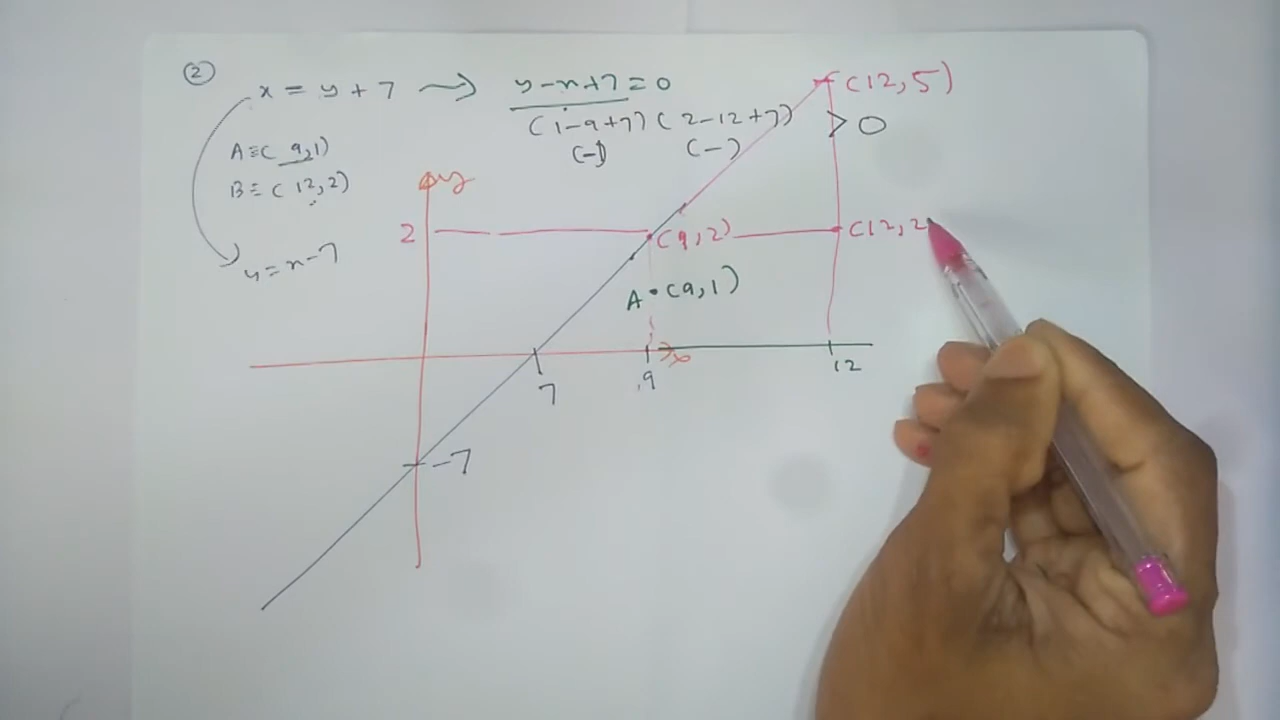 ②
x = y + 7 → y-x+7=0
(1-9+7) (2-12+7) > 0
(-) (-)
A≡( 9,1)
B≡( 12,2)
y=x-7
y
(12,5)
2
(9,2)
(12,2
A•(9,1)
x
7
9
12
-7